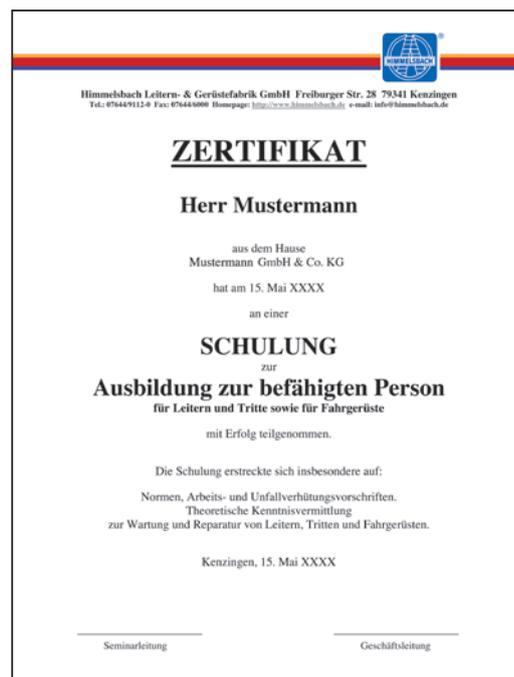 HIMMELSBACH
®
Himmelsbach Leitern- & Gerüstefabrik GmbH Freiburger Str. 28 79341 Kenzingen
Tel.: 07644/9112-0 Fax: 07644/6000 Homepage: http://www.himmelsbach.de e-mail: info@himmelsbach.de
ZERTIFIKAT
Herr Mustermann
aus dem Hause
Mustermann GmbH & Co. KG
hat am 15. Mai XXXX
an einer
SCHULUNG
zur
Ausbildung zur befähigten Person
für Leitern und Tritte sowie für Fahrgerüste
mit Erfolg teilgenommen.
Die Schulung erstreckte sich insbesondere auf:
Normen, Arbeits- und Unfallverhütungsvorschriften.
Theoretische Kenntnisvermittlung
zur Wartung und Reparatur von Leitern, Tritten und Fahrgerüsten.
Kenzingen, 15. Mai XXXX
Seminarleitung
Geschäftsleitung